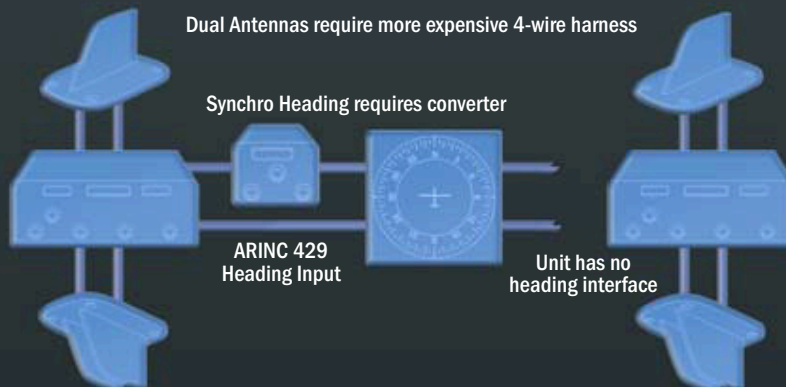 Dual Antennas require more expensive 4-wire harness
Synchro Heading requires converter
ARINC 429
Heading Input
Unit has no
heading interface